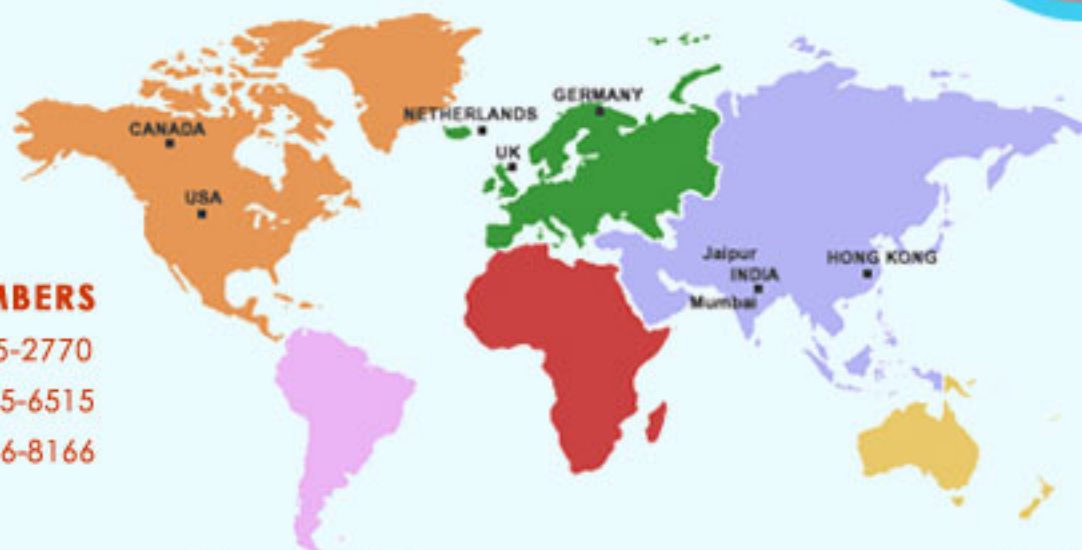 GERMANY
NETHERLANDS
CANADA
UK
USA
Jaipur
HONG KONG
INDIA
Mumbai
MBERS
5-2770
5-6515
6-8166